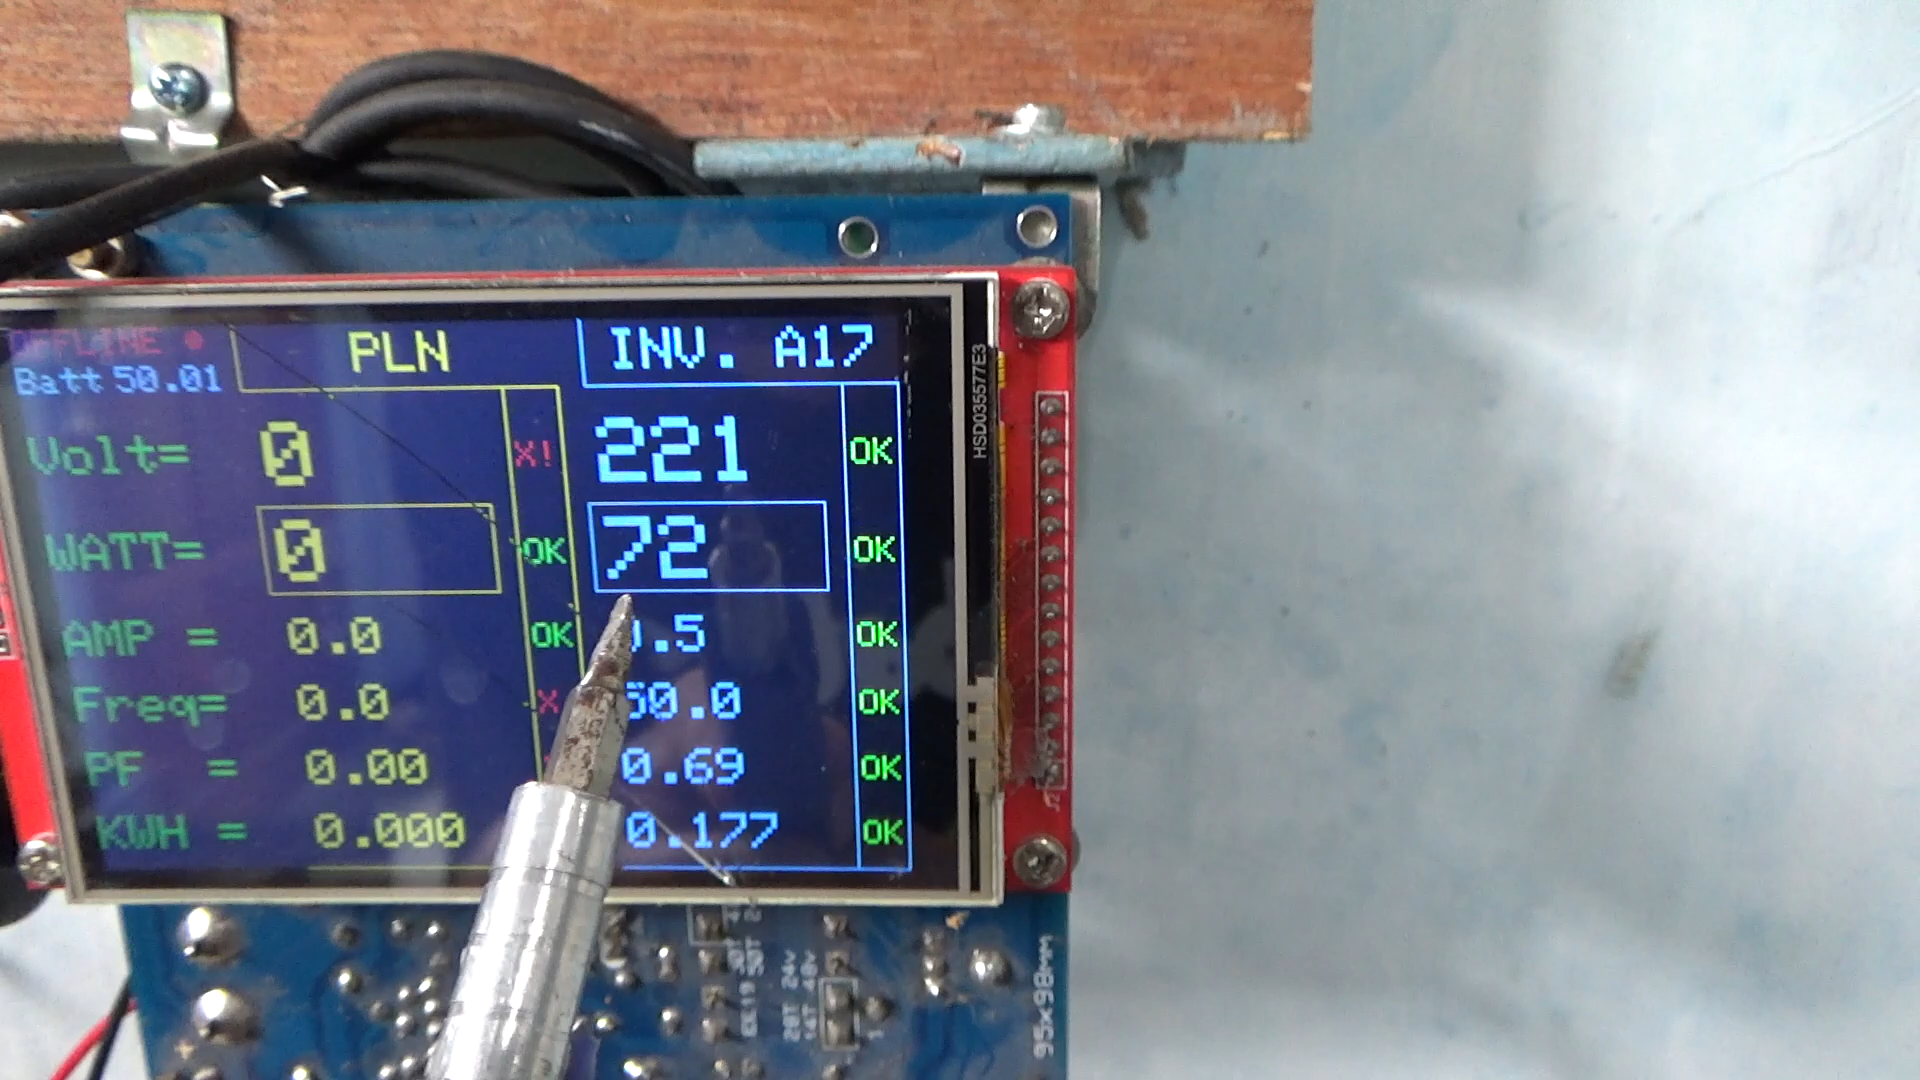 OFFLINE
Batt 50.01
PLN
INV. A17
Volt= 0 X! 221 OK
WATT= 0 OK 72 OK
AMP = 0.0 OK .5 OK
Freq= 0.0 X 50.0 OK
PF = 0.00 0.69 OK
KWH = 0.000 0.177 OK
HSD035577E3
95x98мм